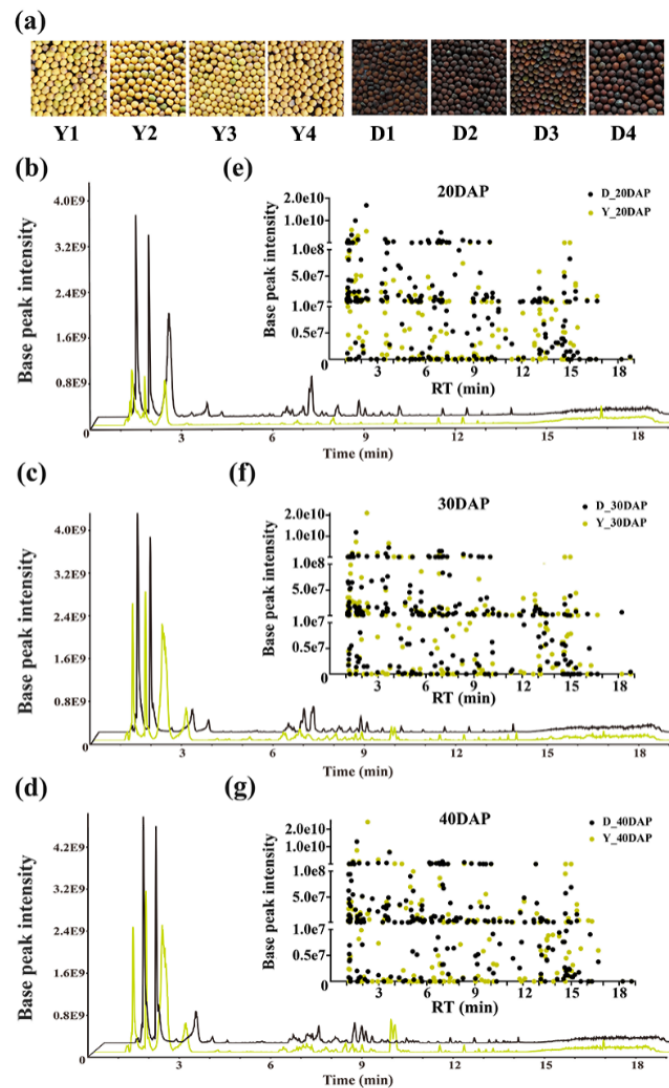 (a)
Y1 Y2 Y3 Y4 D1 D2 D3 D4
(b)
Base peak intensity
4.0E9
3.2E9
2.4E9
1.6E9
0.8E9
0
3 6 9 12 15 18
Time (min)
(e)
20DAP
D_20DAP
Y_20DAP
Base peak intensity
2.0e10
1.0e10
1.0e8
5.0e7
1.0e7
0.5e7
0
3 6 9 12 15 18
RT (min)
(c)
Base peak intensity
4.0E9
3.2E9
2.4E9
1.6E9
0.8E9
0
3 6 9 12 15 18
Time (min)
(f)
30DAP
D_30DAP
Y_30DAP
Base peak intensity
2.0e10
1.0e10
1.0e8
5.0e7
1.0e7
0.5e7
0
3 6 9 12 15 18
RT (min)
(d)
Base peak intensity
4.2E9
3.2E9
2.4E9
1.6E9
0.8E9
0
3 6 9 12 15 18
Time (min)
(g)
40DAP
D_40DAP
Y_40DAP
Base peak intensity
2.0e10
1.0e10
1.0e8
5.0e7
1.0e7
0.5e7
0
3 6 9 12 15 18
RT (min)